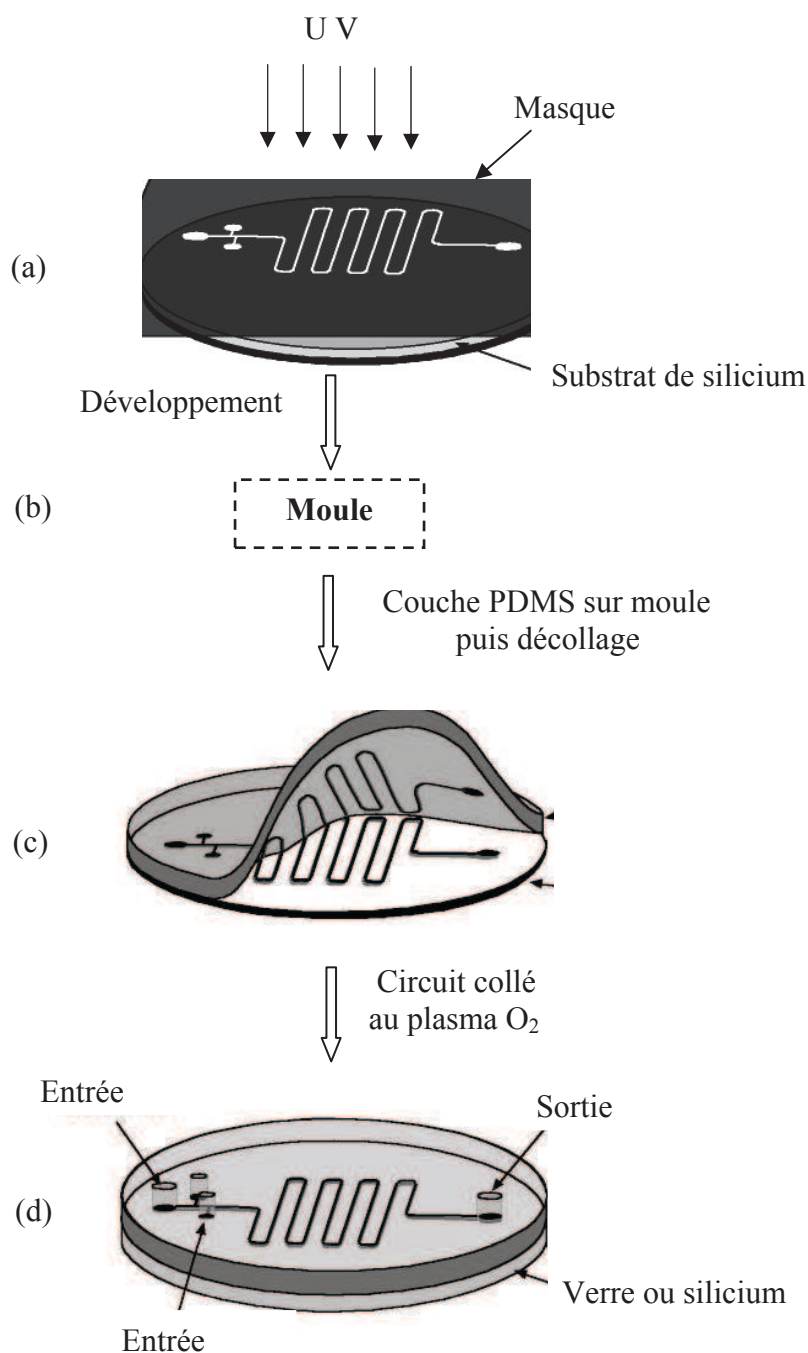 U V
Masque
(a)
Substrat de silicium
Développement
(b)
Moule
Couche PDMS sur moule
puis décollage
(c)
Circuit collé
au plasma O₂
Entrée
Sortie
(d)
Verre ou silicium
Entrée